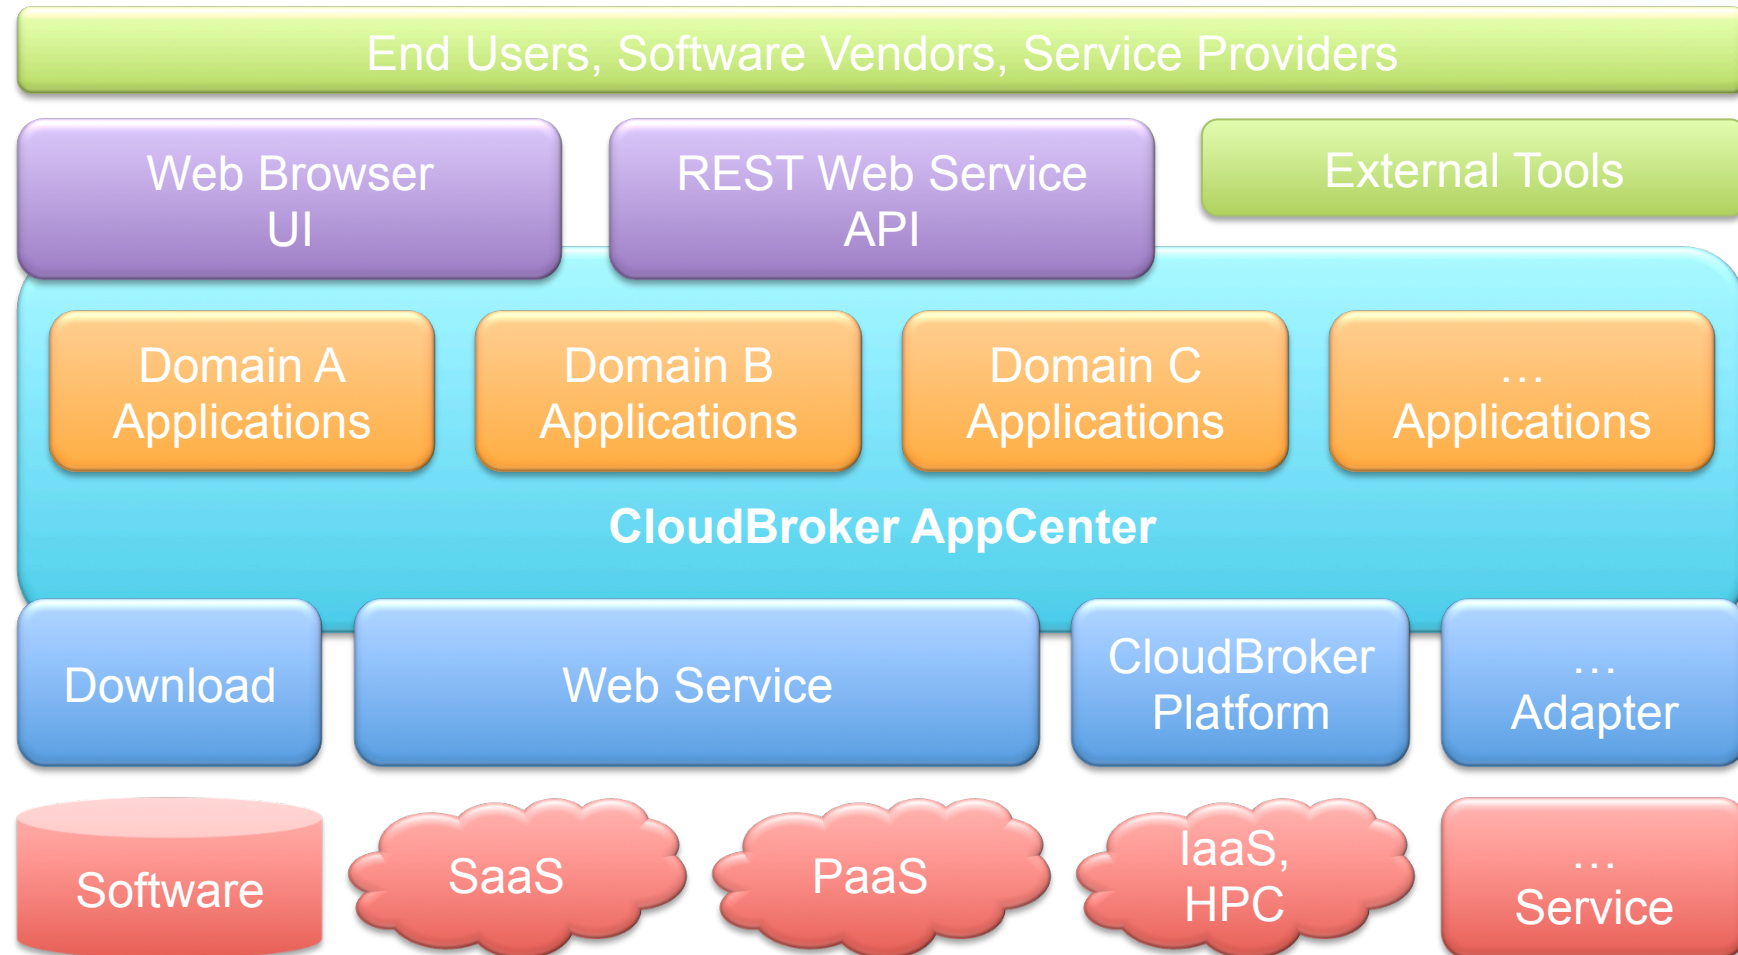 End Users, Software Vendors, Service Providers
Web Browser
UI
REST Web Service
API
External Tools
Domain A
Applications
Domain B
Applications
Domain C
Applications
…
Applications
CloudBroker AppCenter
Download
Web Service
CloudBroker
Platform
…
Adapter
Software
SaaS
PaaS
IaaS,
HPC
…
Service